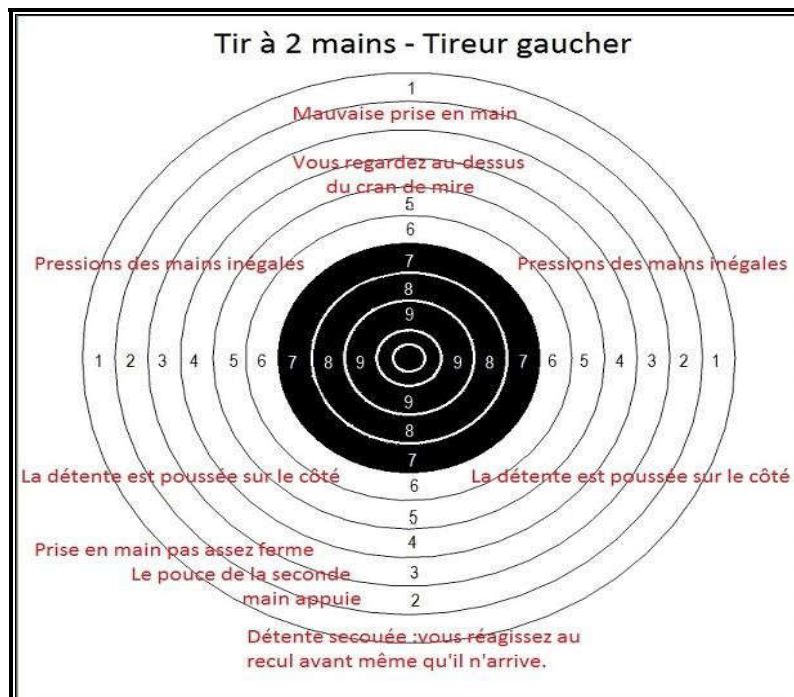 Tir à 2 mains - Tireur gaucher
1
Mauvaise prise en main
Vous regardez au-dessus
du cran de mire
5
6
Pressions des mains inégales
Pressions des mains inégales
7
8
9
1 2 3 4 5 6 7 8 9 9 8 7 6 5 4 3 2 1
9
8
7
La détente est poussée sur le côté
La détente est poussée sur le côté
6
5
4
Prise en main pas assez ferme
3
Le pouce de la seconde
main appuie
2
Détente secouée :vous réagissez au
recul avant même qu'il n'arrive.